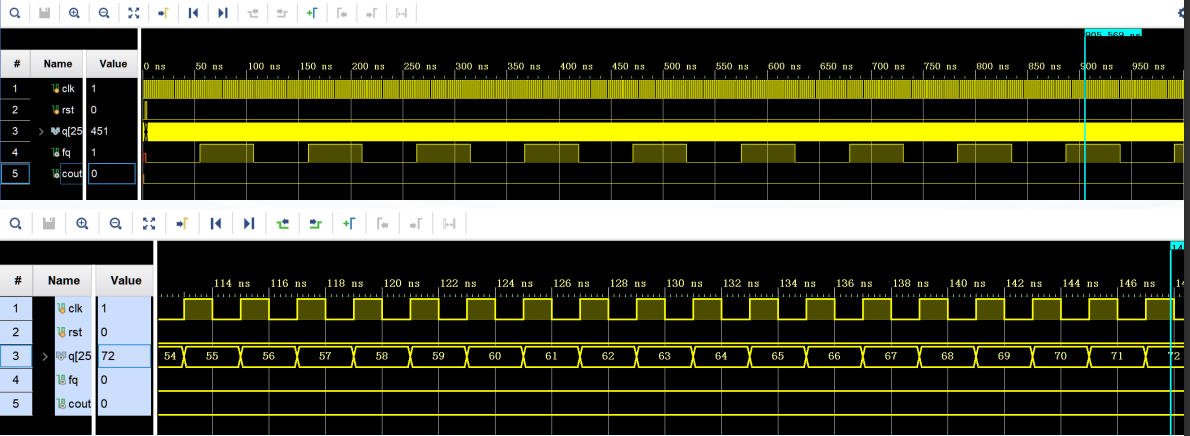 905.569 ns
# Name Value
0 ns 50 ns 100 ns 150 ns 200 ns 250 ns 300 ns 350 ns 400 ns 450 ns 500 ns 550 ns 600 ns 650 ns 700 ns 750 ns 800 ns 850 ns 900 ns 950 ns
1 clk 1
2 rst 0
3 q[25 451
4 fq 1
5 cout 0
# Name Value
114 ns 116 ns 118 ns 120 ns 122 ns 124 ns 126 ns 128 ns 130 ns 132 ns 134 ns 136 ns 138 ns 140 ns 142 ns 144 ns 146 ns
1 clk 1
2 rst 0
3 q[25 72 54 55 56 57 58 59 60 61 62 63 64 65 66 67 68 69 70 71 72
4 fq 0
5 cout 0